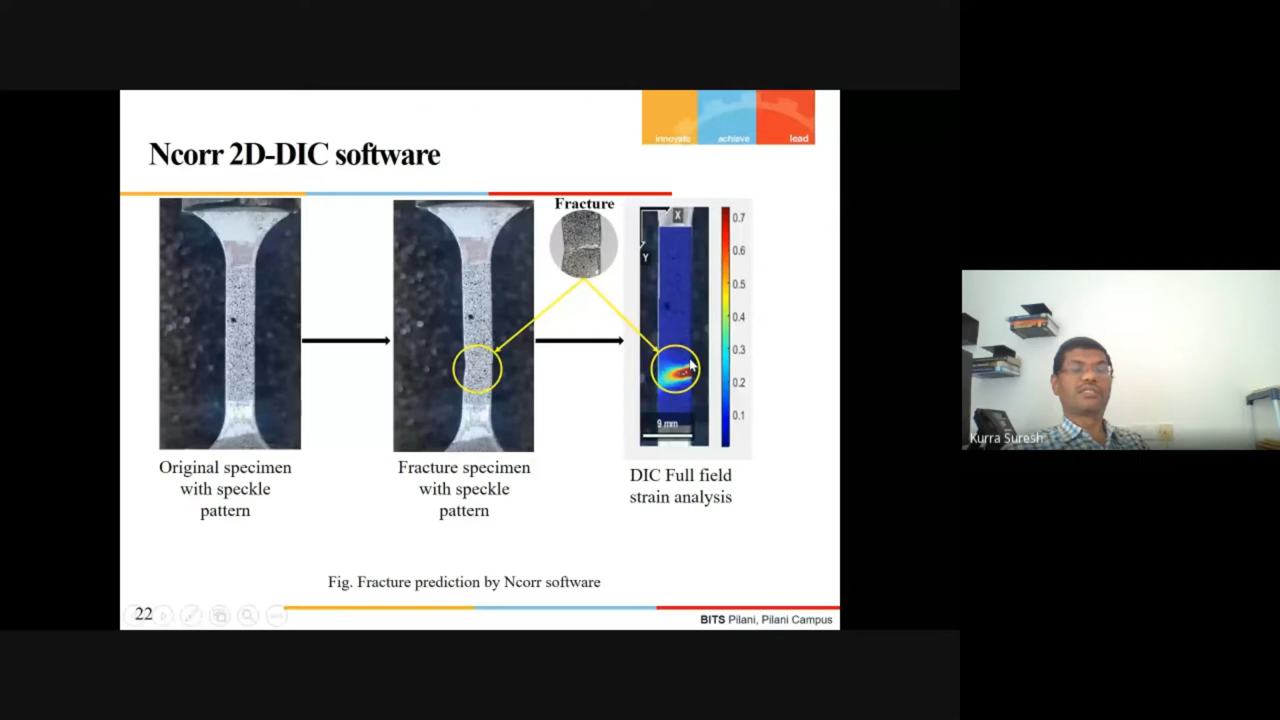 innovate achieve lead
Ncorr 2D-DIC software
Fracture
X
Y
0.7
0.6
0.5
0.4
0.3
0.2
0.1
9 mm
Original specimen
with speckle
pattern
Fracture specimen
with speckle
pattern
DIC Full field
strain analysis
Fig. Fracture prediction by Ncorr software
22
BITS Pilani, Pilani Campus
Kurra Suresh